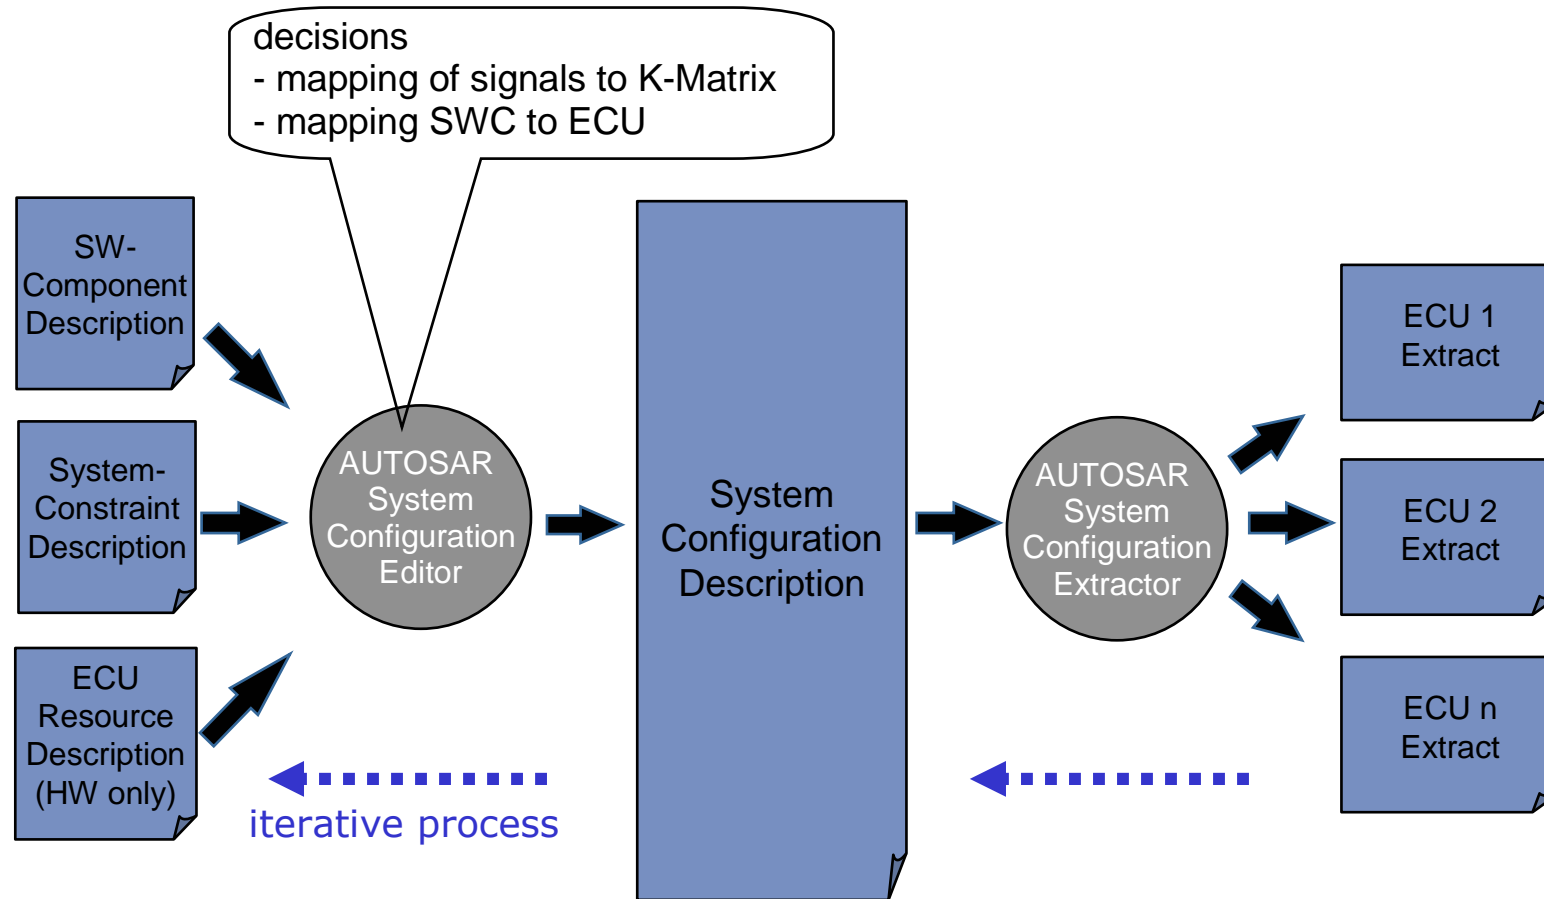 decisions
- mapping of signals to K-Matrix
- mapping SWC to ECU
SW-
Component
Description
System-
Constraint
Description
ECU
Resource
Description
(HW only)
AUTOSAR
System
Configuration
Editor
iterative process
System
Configuration
Description
AUTOSAR
System
Configuration
Extractor
ECU 1
Extract
ECU 2
Extract
ECU n
Extract